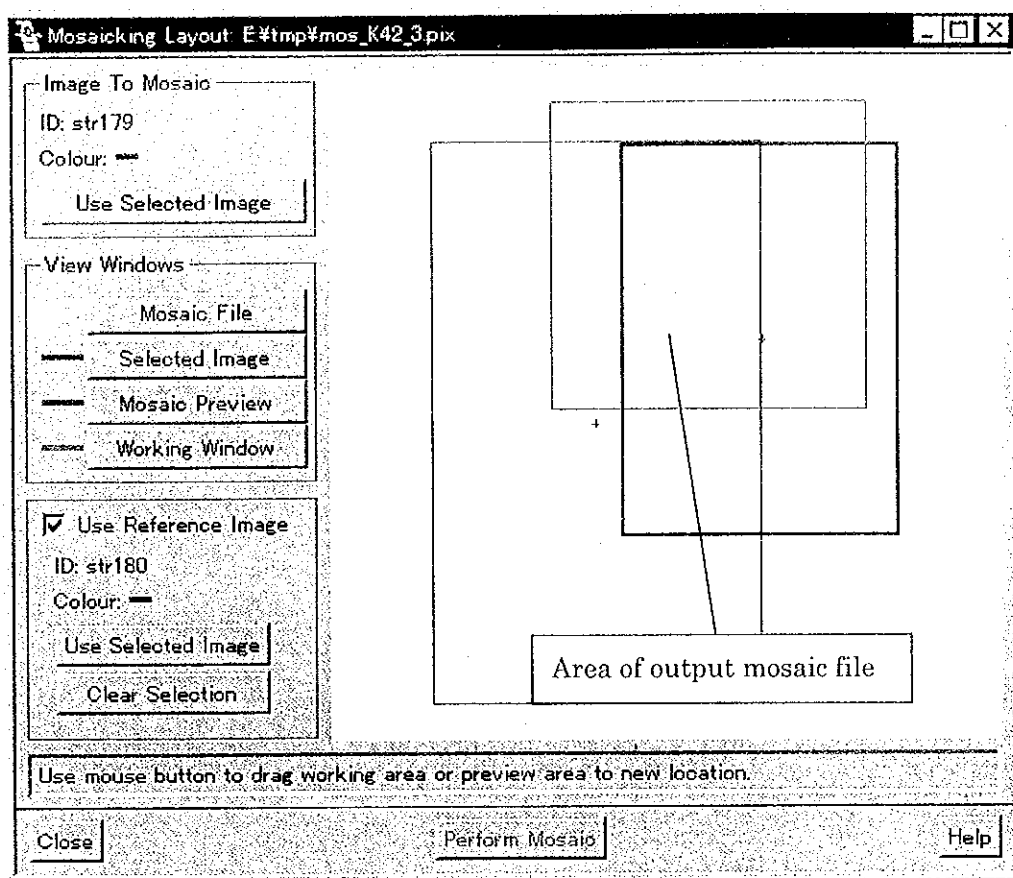 Mosaicking Layout: E:¥tmp¥mos_K42_3.pix
Image To Mosaic
ID: str179
Colour:
Use Selected Image
View Windows
Mosaic File
Selected Image
Mosaic Preview
Working Window
Use Reference Image
ID: str180
Colour:
Use Selected Image
Clear Selection
Area of output mosaic file
Use mouse button to drag working area or preview area to new location.
Close
Perform Mosaic
Help